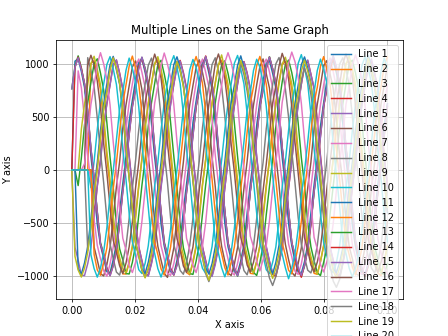 Multiple Lines on the Same Graph
Y axis
1000
500
0
−500
−1000
0.00
0.02
0.04
0.06
X axis
Line 1
Line 2
Line 3
Line 4
Line 5
Line 6
Line 7
Line 8
Line 9
Line 10
Line 11
Line 12
Line 13
Line 14
Line 15
Line 16
Line 17
Line 18
Line 19
Line 20